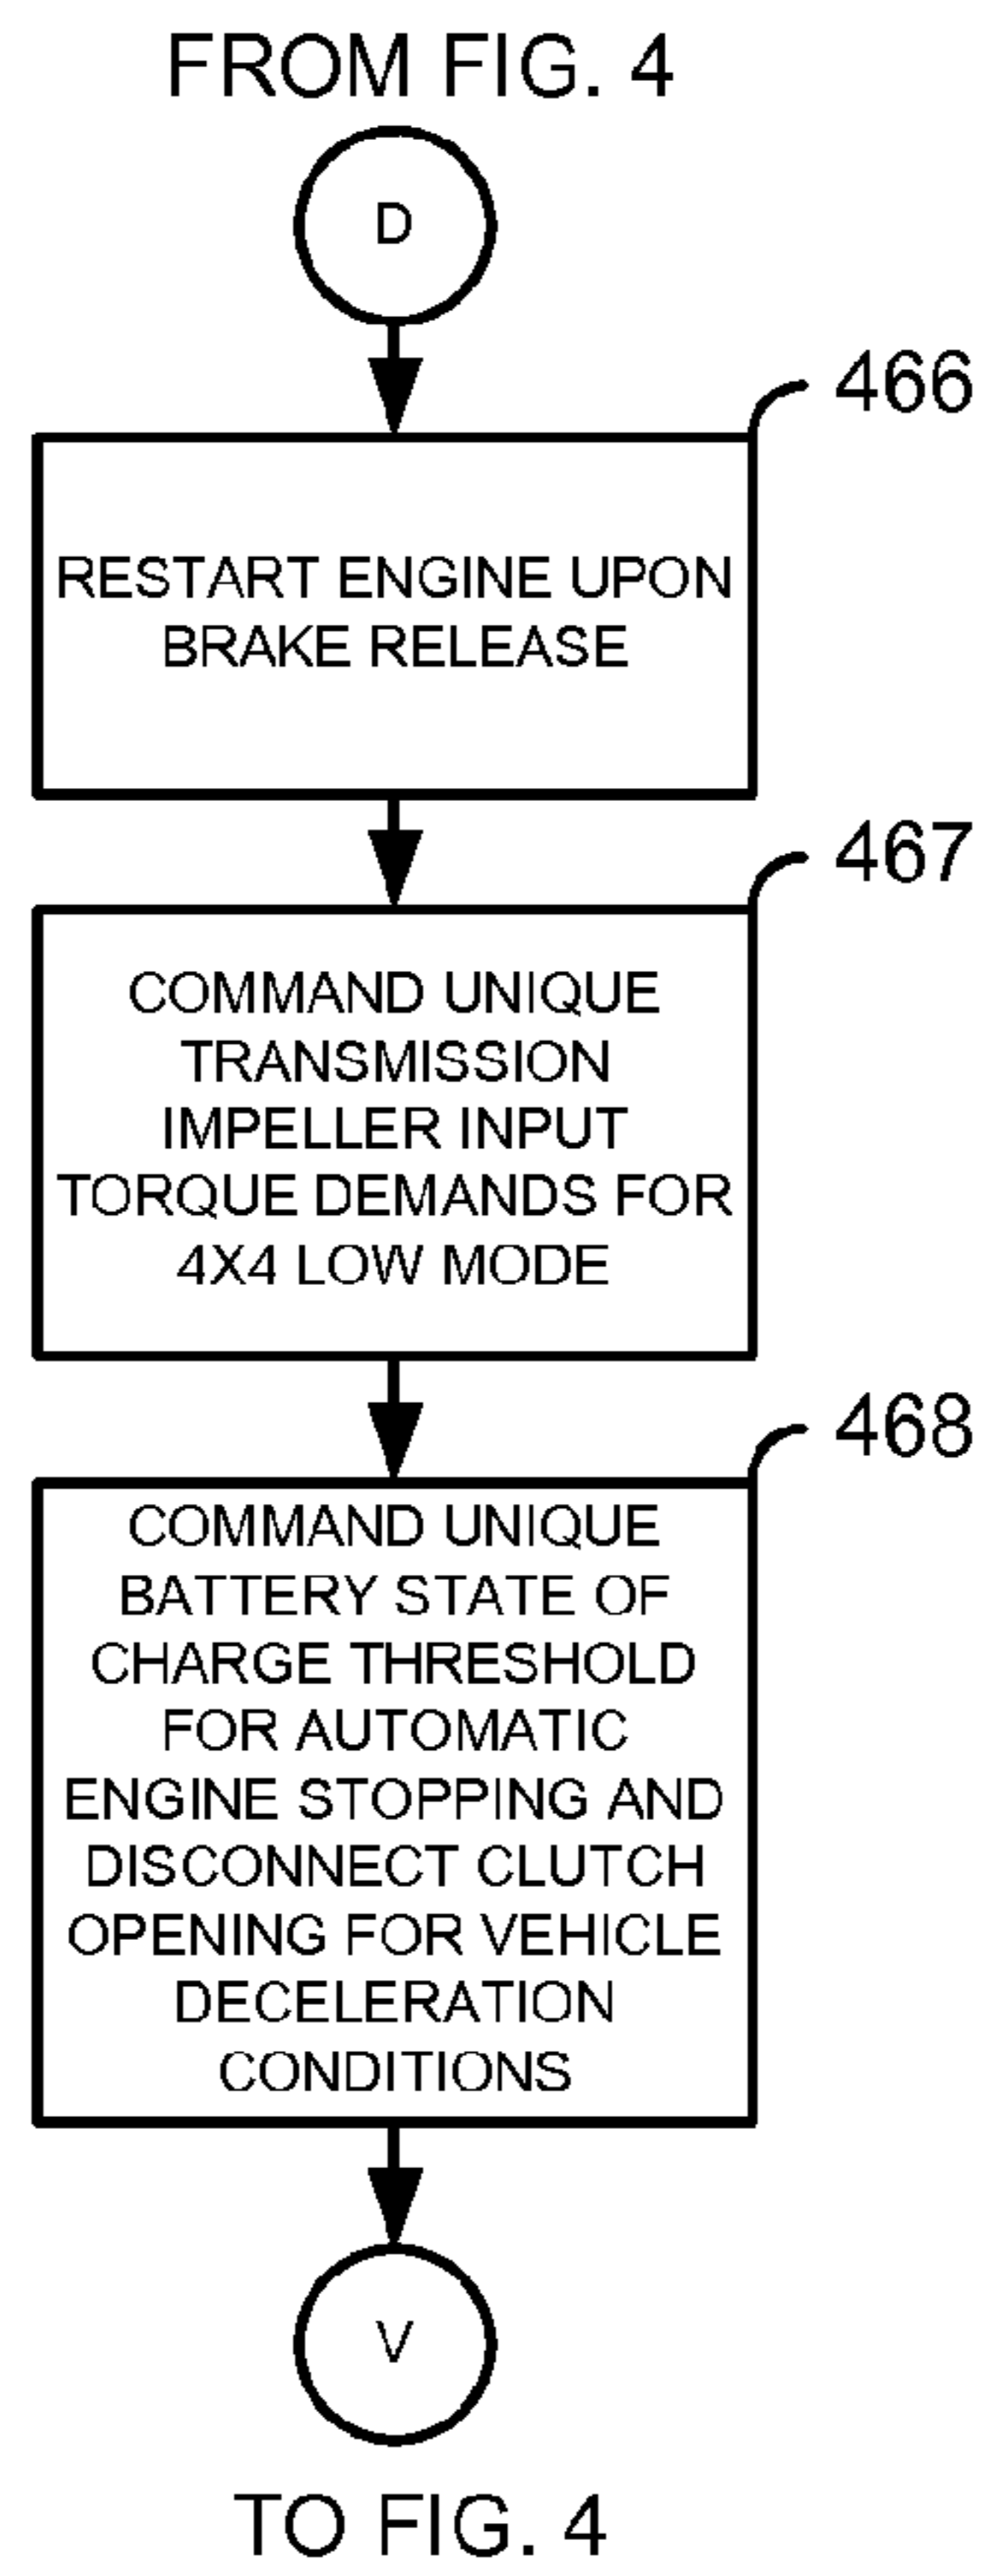 FROM FIG. 4
D
466
RESTART ENGINE UPON
BRAKE RELEASE
467
COMMAND UNIQUE
TRANSMISSION
IMPELLER INPUT
TORQUE DEMANDS FOR
4X4 LOW MODE
468
COMMAND UNIQUE
BATTERY STATE OF
CHARGE THRESHOLD
FOR AUTOMATIC
ENGINE STOPPING AND
DISCONNECT CLUTCH
OPENING FOR VEHICLE
DECELERATION
CONDITIONS
V
TO FIG. 4